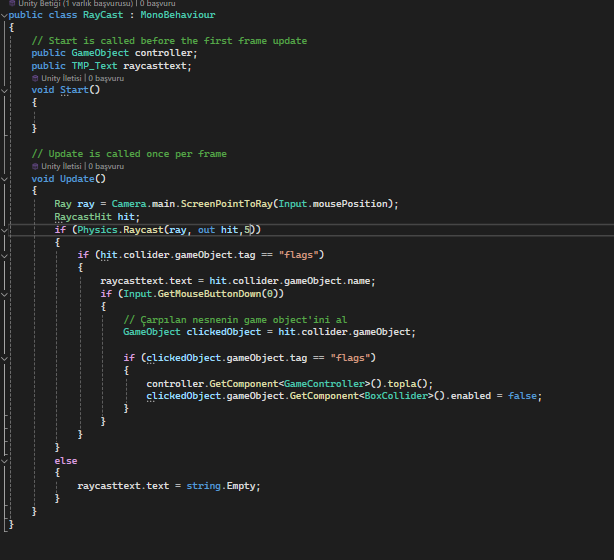 Unity Betiği (1 varlık başvurusu) | 0 başvuru
public class RayCast : MonoBehaviour
{
    // Start is called before the first frame update
    public GameObject controller;
    public TMP_Text raycasttext;
    Unity İletisi | 0 başvuru
    void Start()
    {

    }

    // Update is called once per frame
    Unity İletisi | 0 başvuru
    void Update()
    {
        Ray ray = Camera.main.ScreenPointToRay(Input.mousePosition);
        RaycastHit hit;
        if (Physics.Raycast(ray, out hit,5))
        {
            if (hit.collider.gameObject.tag == "flags")
            {
                raycasttext.text = hit.collider.gameObject.name;
                if (Input.GetMouseButtonDown(0))
                {
                    // Çarpılan nesnenin game object'ini al
                    GameObject clickedObject = hit.collider.gameObject;

                    if (clickedObject.gameObject.tag == "flags")
                    {
                        controller.GetComponent<GameController>().topla();
                        clickedObject.gameObject.GetComponent<BoxCollider>().enabled = false;
                    }
                }
            }
        }
        else
        {
            raycasttext.text = string.Empty;
        }
    }
}